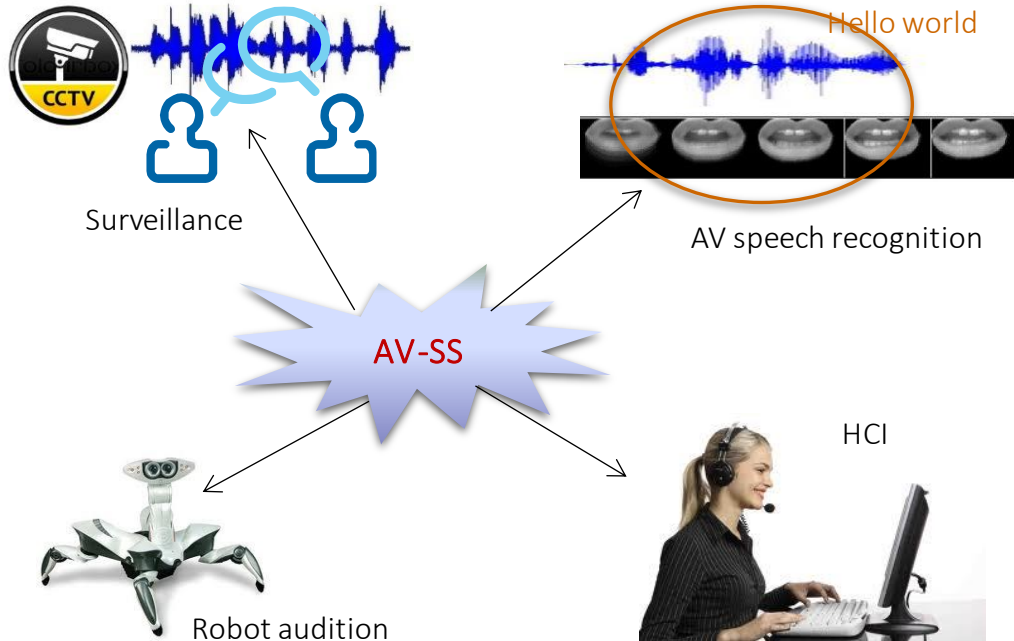 Hello world
CCTV
Surveillance
AV speech recognition
AV-SS
HCI
Robot audition